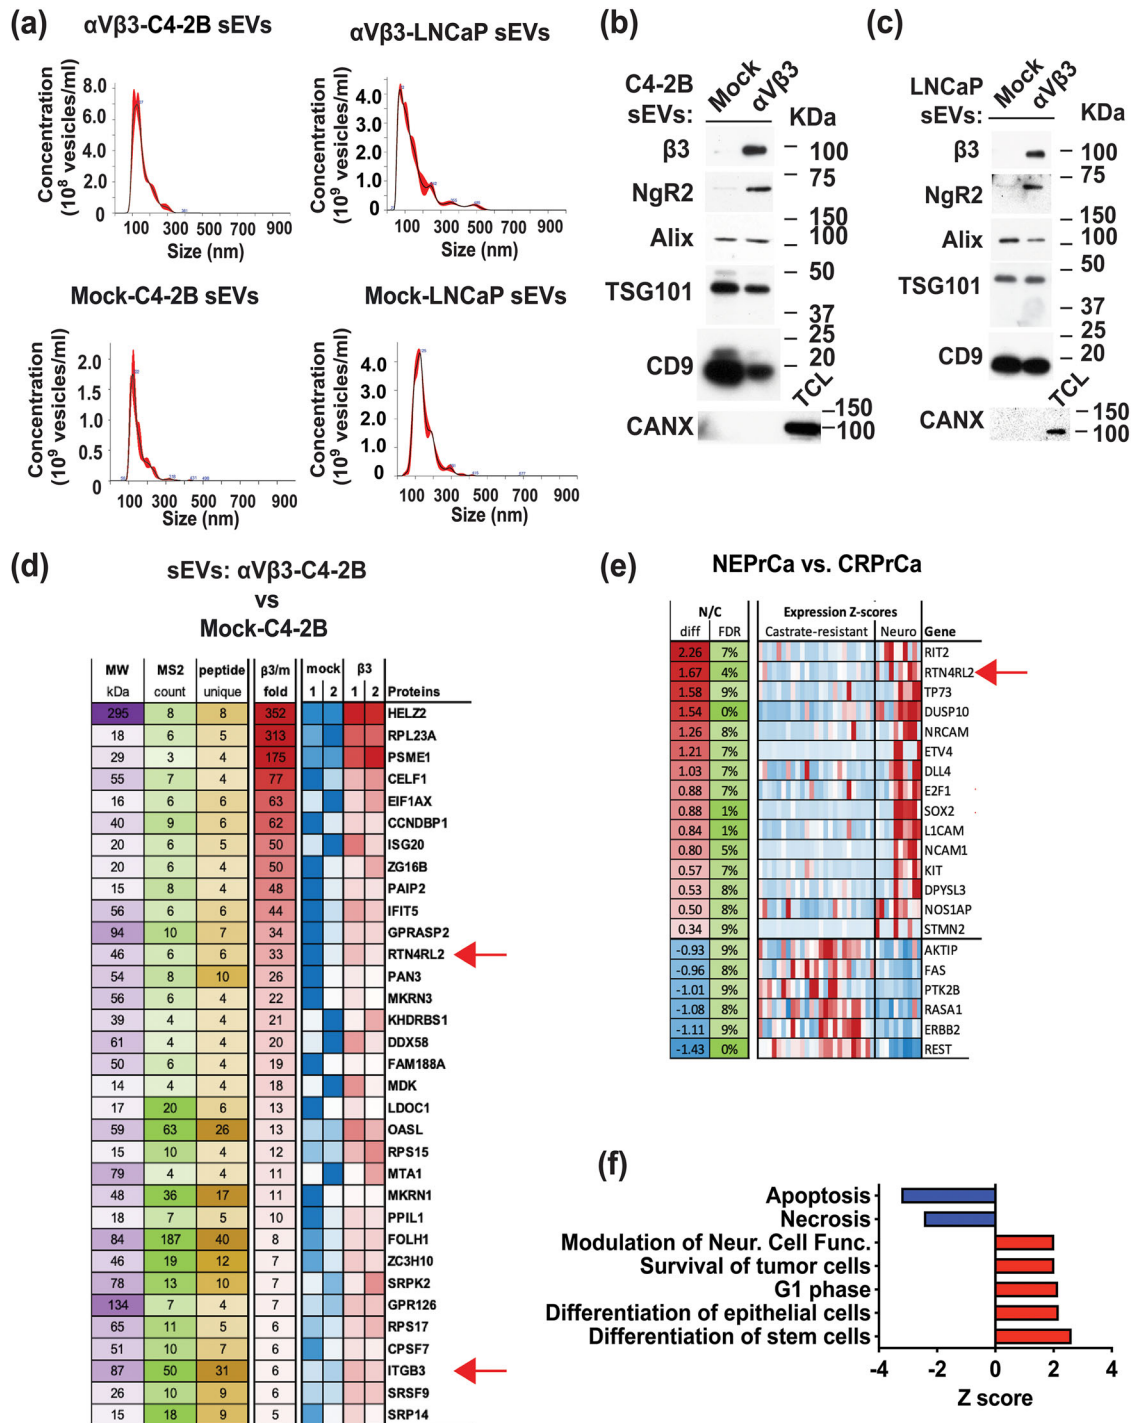 (a)
αVβ3-C4-2B sEVs
Concentration
(10⁸ vesicles/ml)
8.0
6.0
4.0
2.0
0
100 300 500 700 900
Size (nm)
αVβ3-LNCaP sEVs
Concentration
(10⁹ vesicles/ml)
4.0
3.0
2.0
1.0
0
100 300 500 700 900
Size (nm)
Mock-C4-2B sEVs
Concentration
(10⁹ vesicles/ml)
2.0
1.5
1.0
0.5
0
100 300 500 700 900
Size (nm)
Mock-LNCaP sEVs
Concentration
(10⁹ vesicles/ml)
4.0
3.0
2.0
1.0
0
100 300 500 700 900
Size (nm)
(b)
C4-2B
sEVs:
Mock αVβ3
KDa
β3
100
75
NgR2
150
Alix
100
50
TSG101
37
25
CD9
20
TCL
CANX
150
100
(c)
LNCaP
sEVs:
Mock αVβ3
KDa
β3
100
75
NgR2
150
Alix
100
50
TSG101
37
25
CD9
20
TCL
CANX
150
100
(d)
sEVs: αVβ3-C4-2B
vs
Mock-C4-2B
MW MS2 peptide β3/m mock β3
kDa count unique fold 1 2 1 2 Proteins
295 8 8 352 HELZ2
18 6 5 313 RPL23A
29 3 4 175 PSME1
55 7 4 77 CELF1
16 6 6 63 EIF1AX
40 9 6 62 CCNDBP1
20 6 5 50 ISG20
20 6 4 50 ZG16B
15 8 4 48 PAIP2
56 6 6 44 IFIT5
94 10 7 34 GPRASP2
46 6 6 33 RTN4RL2
54 8 10 26 PAN3
56 6 4 22 MKRN3
39 4 4 21 KHDRBS1
61 4 4 20 DDX58
50 6 4 19 FAM188A
14 4 4 18 MDK
17 20 6 13 LDOC1
59 63 26 13 OASL
15 10 4 12 RPS15
79 4 4 11 MTA1
48 36 17 11 MKRN1
18 7 5 10 PPIL1
84 187 40 8 FOLH1
46 19 12 7 ZC3H10
78 13 10 7 SRPK2
134 7 4 7 GPR126
65 11 5 6 RPS17
51 10 7 6 CPSF7
87 50 31 6 ITGB3
26 10 9 6 SRSF9
15 18 9 5 SRP14
(e)
NEPrCa vs. CRPrCa
N/C Expression Z-scores
diff FDR Castrate-resistant Neuro Gene
2.26 7% RIT2
1.67 4% RTN4RL2
1.58 9% TP73
1.54 0% DUSP10
1.26 8% NRCAM
1.21 7% ETV4
1.03 7% DLL4
0.88 7% E2F1
0.88 1% SOX2
0.84 1% L1CAM
0.80 5% NCAM1
0.57 7% KIT
0.53 8% DPYSL3
0.50 8% NOS1AP
0.34 9% STMN2
-0.93 9% AKTIP
-0.96 8% FAS
-1.01 9% PTK2B
-1.08 8% RASA1
-1.11 9% ERBB2
-1.43 0% REST
(f)
Apoptosis
Necrosis
Modulation of Neur. Cell Func.
Survival of tumor cells
G1 phase
Differentiation of epithelial cells
Differentiation of stem cells
-4 -2 0 2 4
Z score